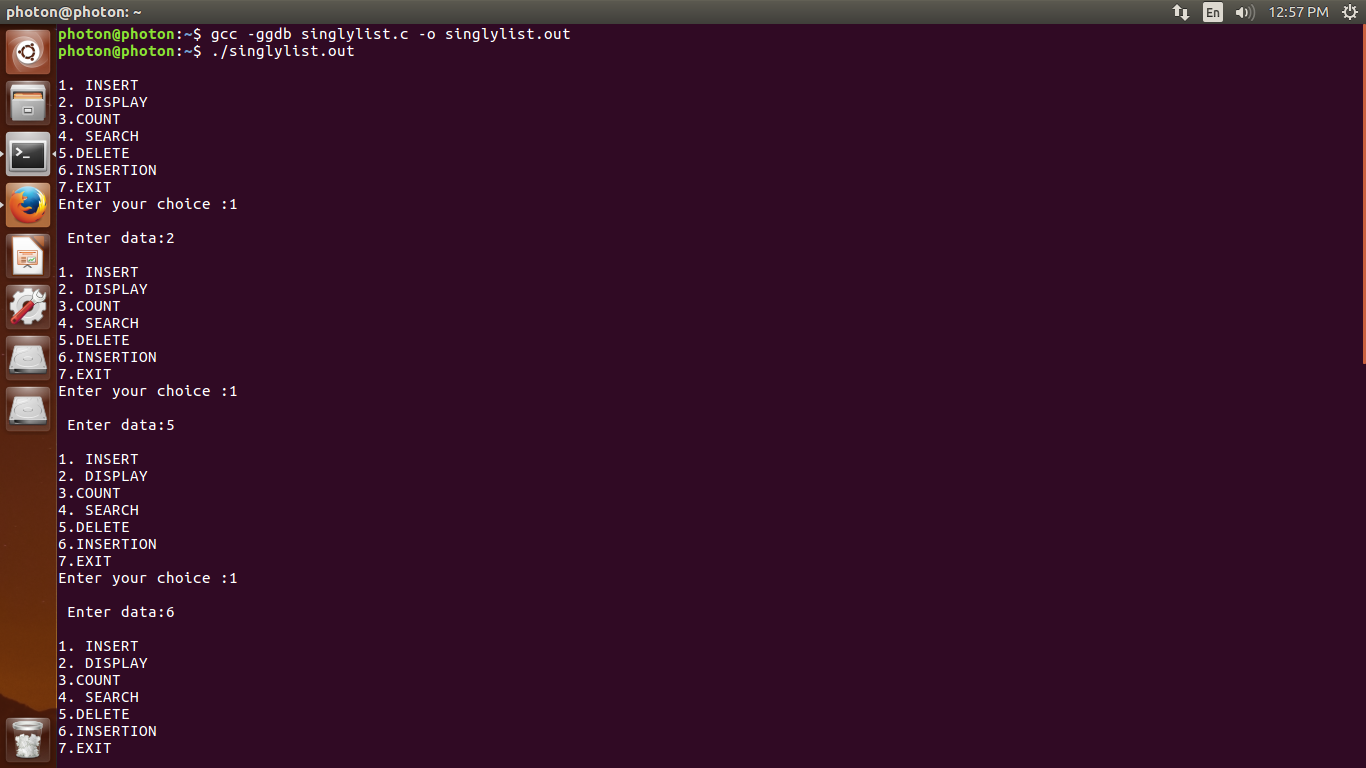 photon@photon: ~
En
12:57 PM
photon@photon:~$ gcc -ggdb singlylist.c -o singlylist.out
photon@photon:~$ ./singlylist.out
1. INSERT
2. DISPLAY
3.COUNT
4. SEARCH
5.DELETE
6.INSERTION
7.EXIT
Enter your choice :1
Enter data:2
1. INSERT
2. DISPLAY
3.COUNT
4. SEARCH
5.DELETE
6.INSERTION
7.EXIT
Enter your choice :1
Enter data:5
1. INSERT
2. DISPLAY
3.COUNT
4. SEARCH
5.DELETE
6.INSERTION
7.EXIT
Enter your choice :1
Enter data:6
1. INSERT
2. DISPLAY
3.COUNT
4. SEARCH
5.DELETE
6.INSERTION
7.EXIT